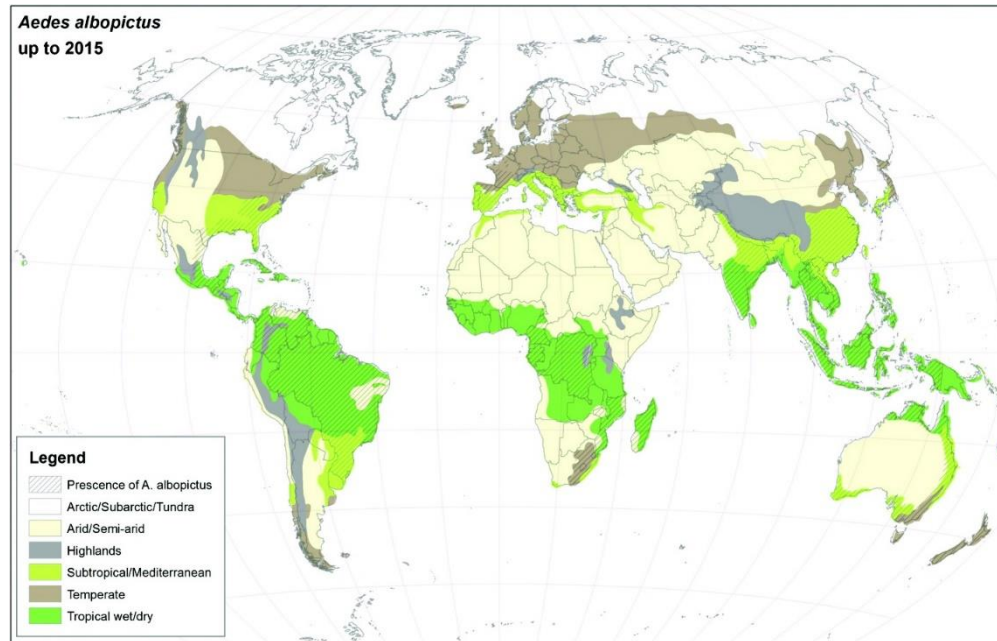 Aedes albopictus
up to 2015
Legend
Prescence of A. albopictus
Arctic/Subarctic/Tundra
Arid/Semi-arid
Highlands
Subtropical/Mediterranean
Temperate
Tropical wet/dry